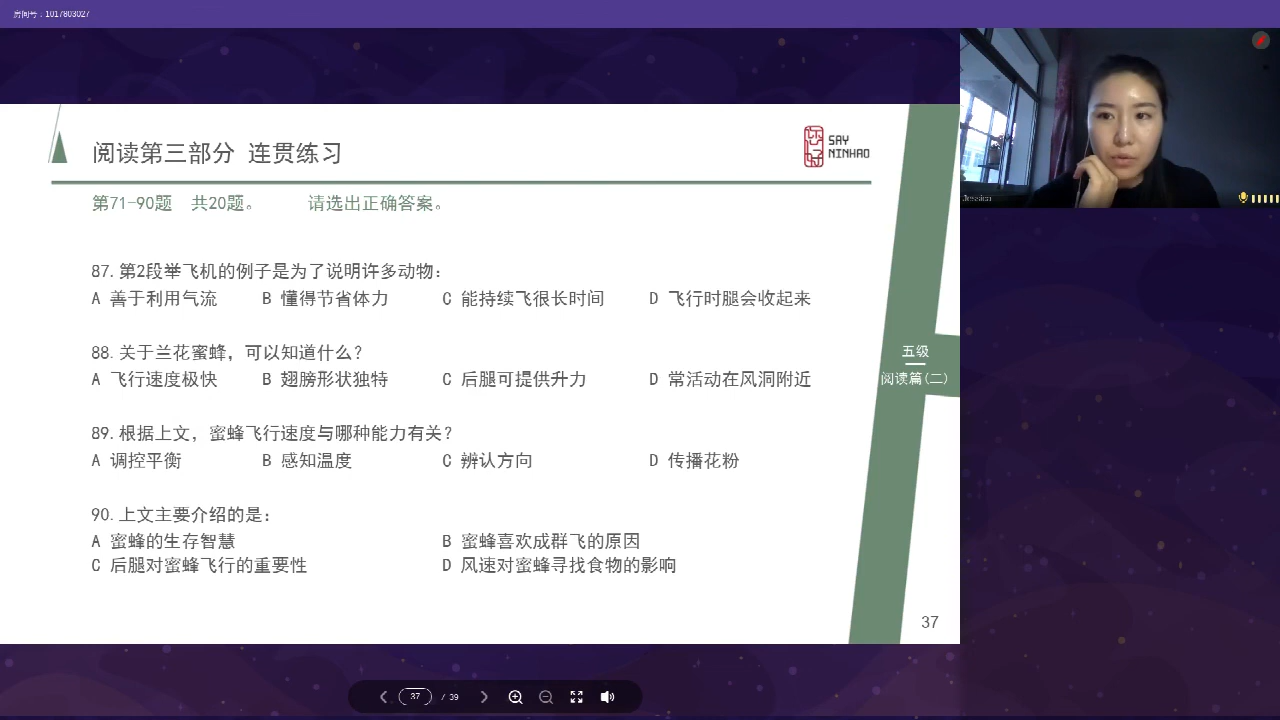 房间号：1017803027
阅读第三部分 连贯练习
SAY
NINHAO
第71-90题 共20题。 请选出正确答案。
87.第2段举飞机的例子是为了说明许多动物：
A 善于利用气流 B 懂得节省体力 C 能持续飞很长时间 D 飞行时腿会收起来
88.关于兰花蜜蜂，可以知道什么？
A 飞行速度极快 B 翅膀形状独特 C 后腿可提供升力 D 常活动在风洞附近
89.根据上文，蜜蜂飞行速度与哪种能力有关？
A 调控平衡 B 感知温度 C 辨认方向 D 传播花粉
90.上文主要介绍的是：
A 蜜蜂的生存智慧 B 蜜蜂喜欢成群飞的原因
C 后腿对蜜蜂飞行的重要性 D 风速对蜜蜂寻找食物的影响
五级
阅读篇(二)
37
Jessica
37 / 39